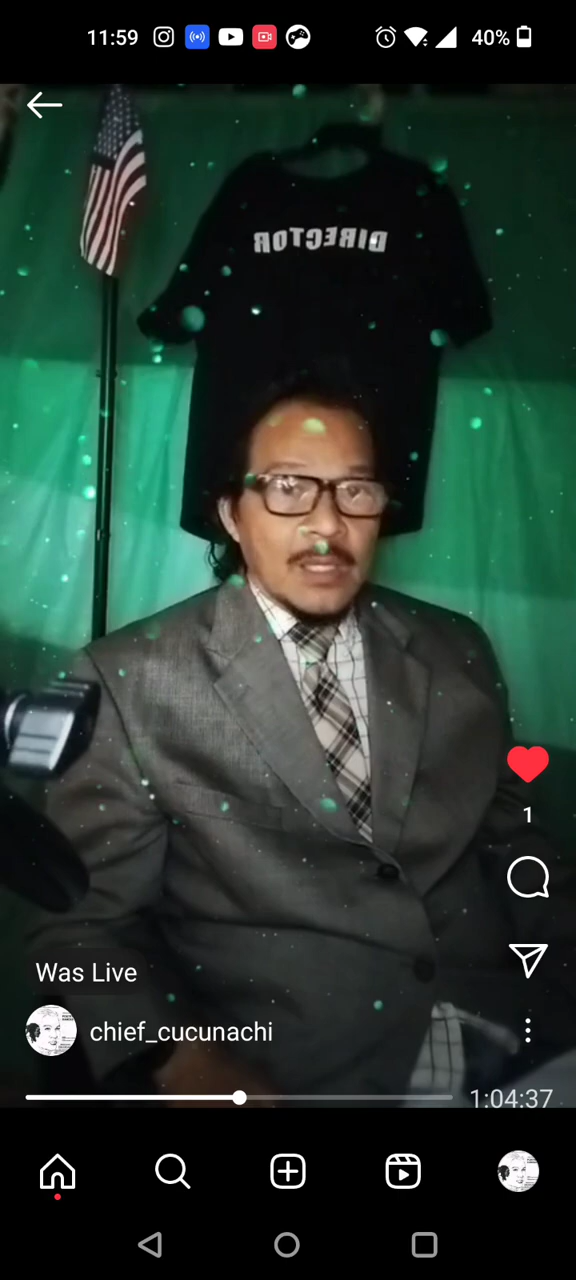 11:59
40%
DIRECTOR
1
Was Live
chief_cucunachi
1:04:37